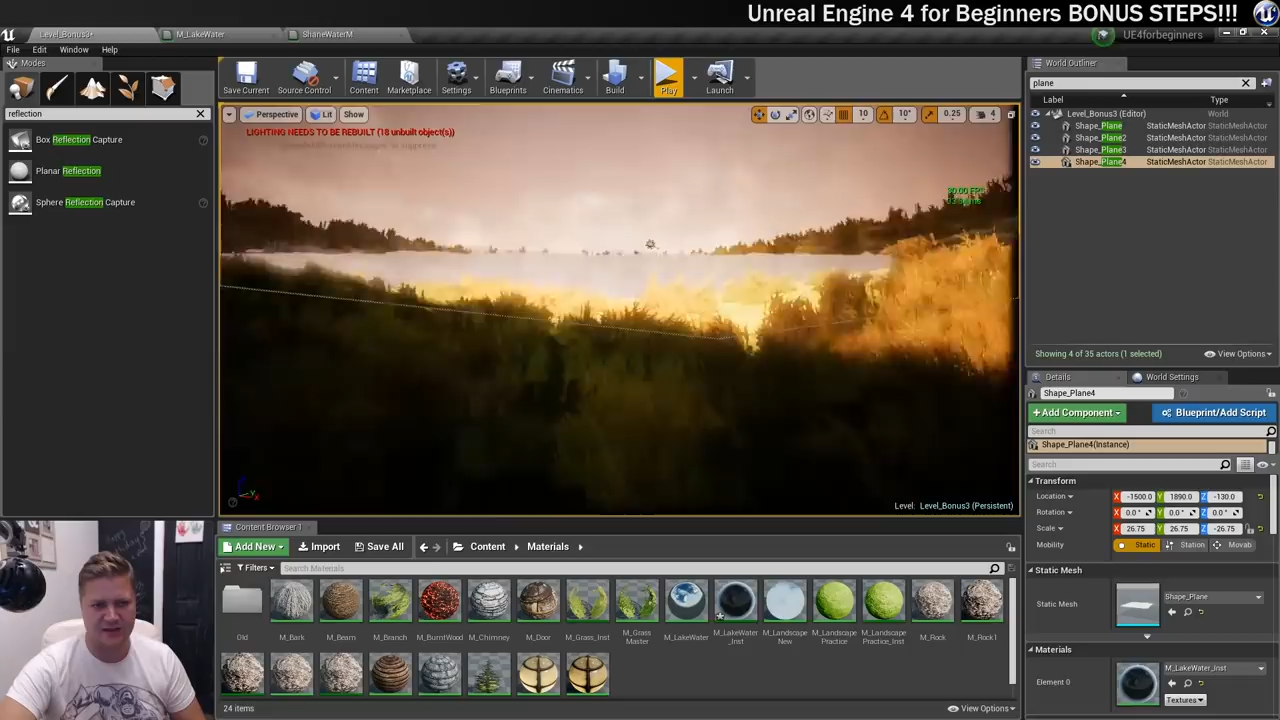 Unreal Engine 4 for Beginners BONUS STEPS!!!
Level_Bonus3*
M_LakeWater
ShaneWaterM
UE4forbeginners
File
Edit
Window
Help
Modes
reflection
Box Reflection Capture
Planar Reflection
Sphere Reflection Capture
Save Current
Source Control
Content
Marketplace
Settings
Blueprints
Cinematics
Build
Play
Launch
Perspective
Lit
Show
10
10°
0.25
4
LIGHTING NEEDS TO BE REBUILT (18 unbuilt object(s))
Level: Level_Bonus3 (Persistent)
World Outliner
plane
Label
Type
Level_Bonus3 (Editor)
World
Shape_Plane
StaticMeshActor
StaticMeshActor
Shape_Plane2
StaticMeshActor
StaticMeshActor
Shape_Plane3
StaticMeshActor
StaticMeshActor
Shape_Plane4
StaticMeshActor
StaticMeshActor
Showing 4 of 35 actors (1 selected)
View Options
Details
World Settings
Shape_Plane4
+Add Component
Blueprint/Add Script
Search
Shape_Plane4(Instance)
Search
Transform
Location
X -1500.0 Y 1890.0 Z -130.0
Rotation
X 0.0 ° Y 0.0 ° Z 0.0 °
Scale
X 26.75 Y 26.75 Z -26.75
Mobility
Static
Station
Movab
Static Mesh
Static Mesh
Shape_Plane
Materials
Element 0
M_LakeWater_Inst
Textures
Content Browser 1
Add New
Import
Save All
Content
Materials
Filters
Search Materials
Old
M_Bark
M_Beam
M_Branch
M_BurntWood
M_Chimney
M_Door
M_Grass_Inst
M_Grass
Master
M_LakeWater
M_LakeWater
_Inst
M_Landscape
New
M_Landscape
Practice
M_Landscape
Practice_Inst
M_Rock
M_Rock1
24 items
View Options